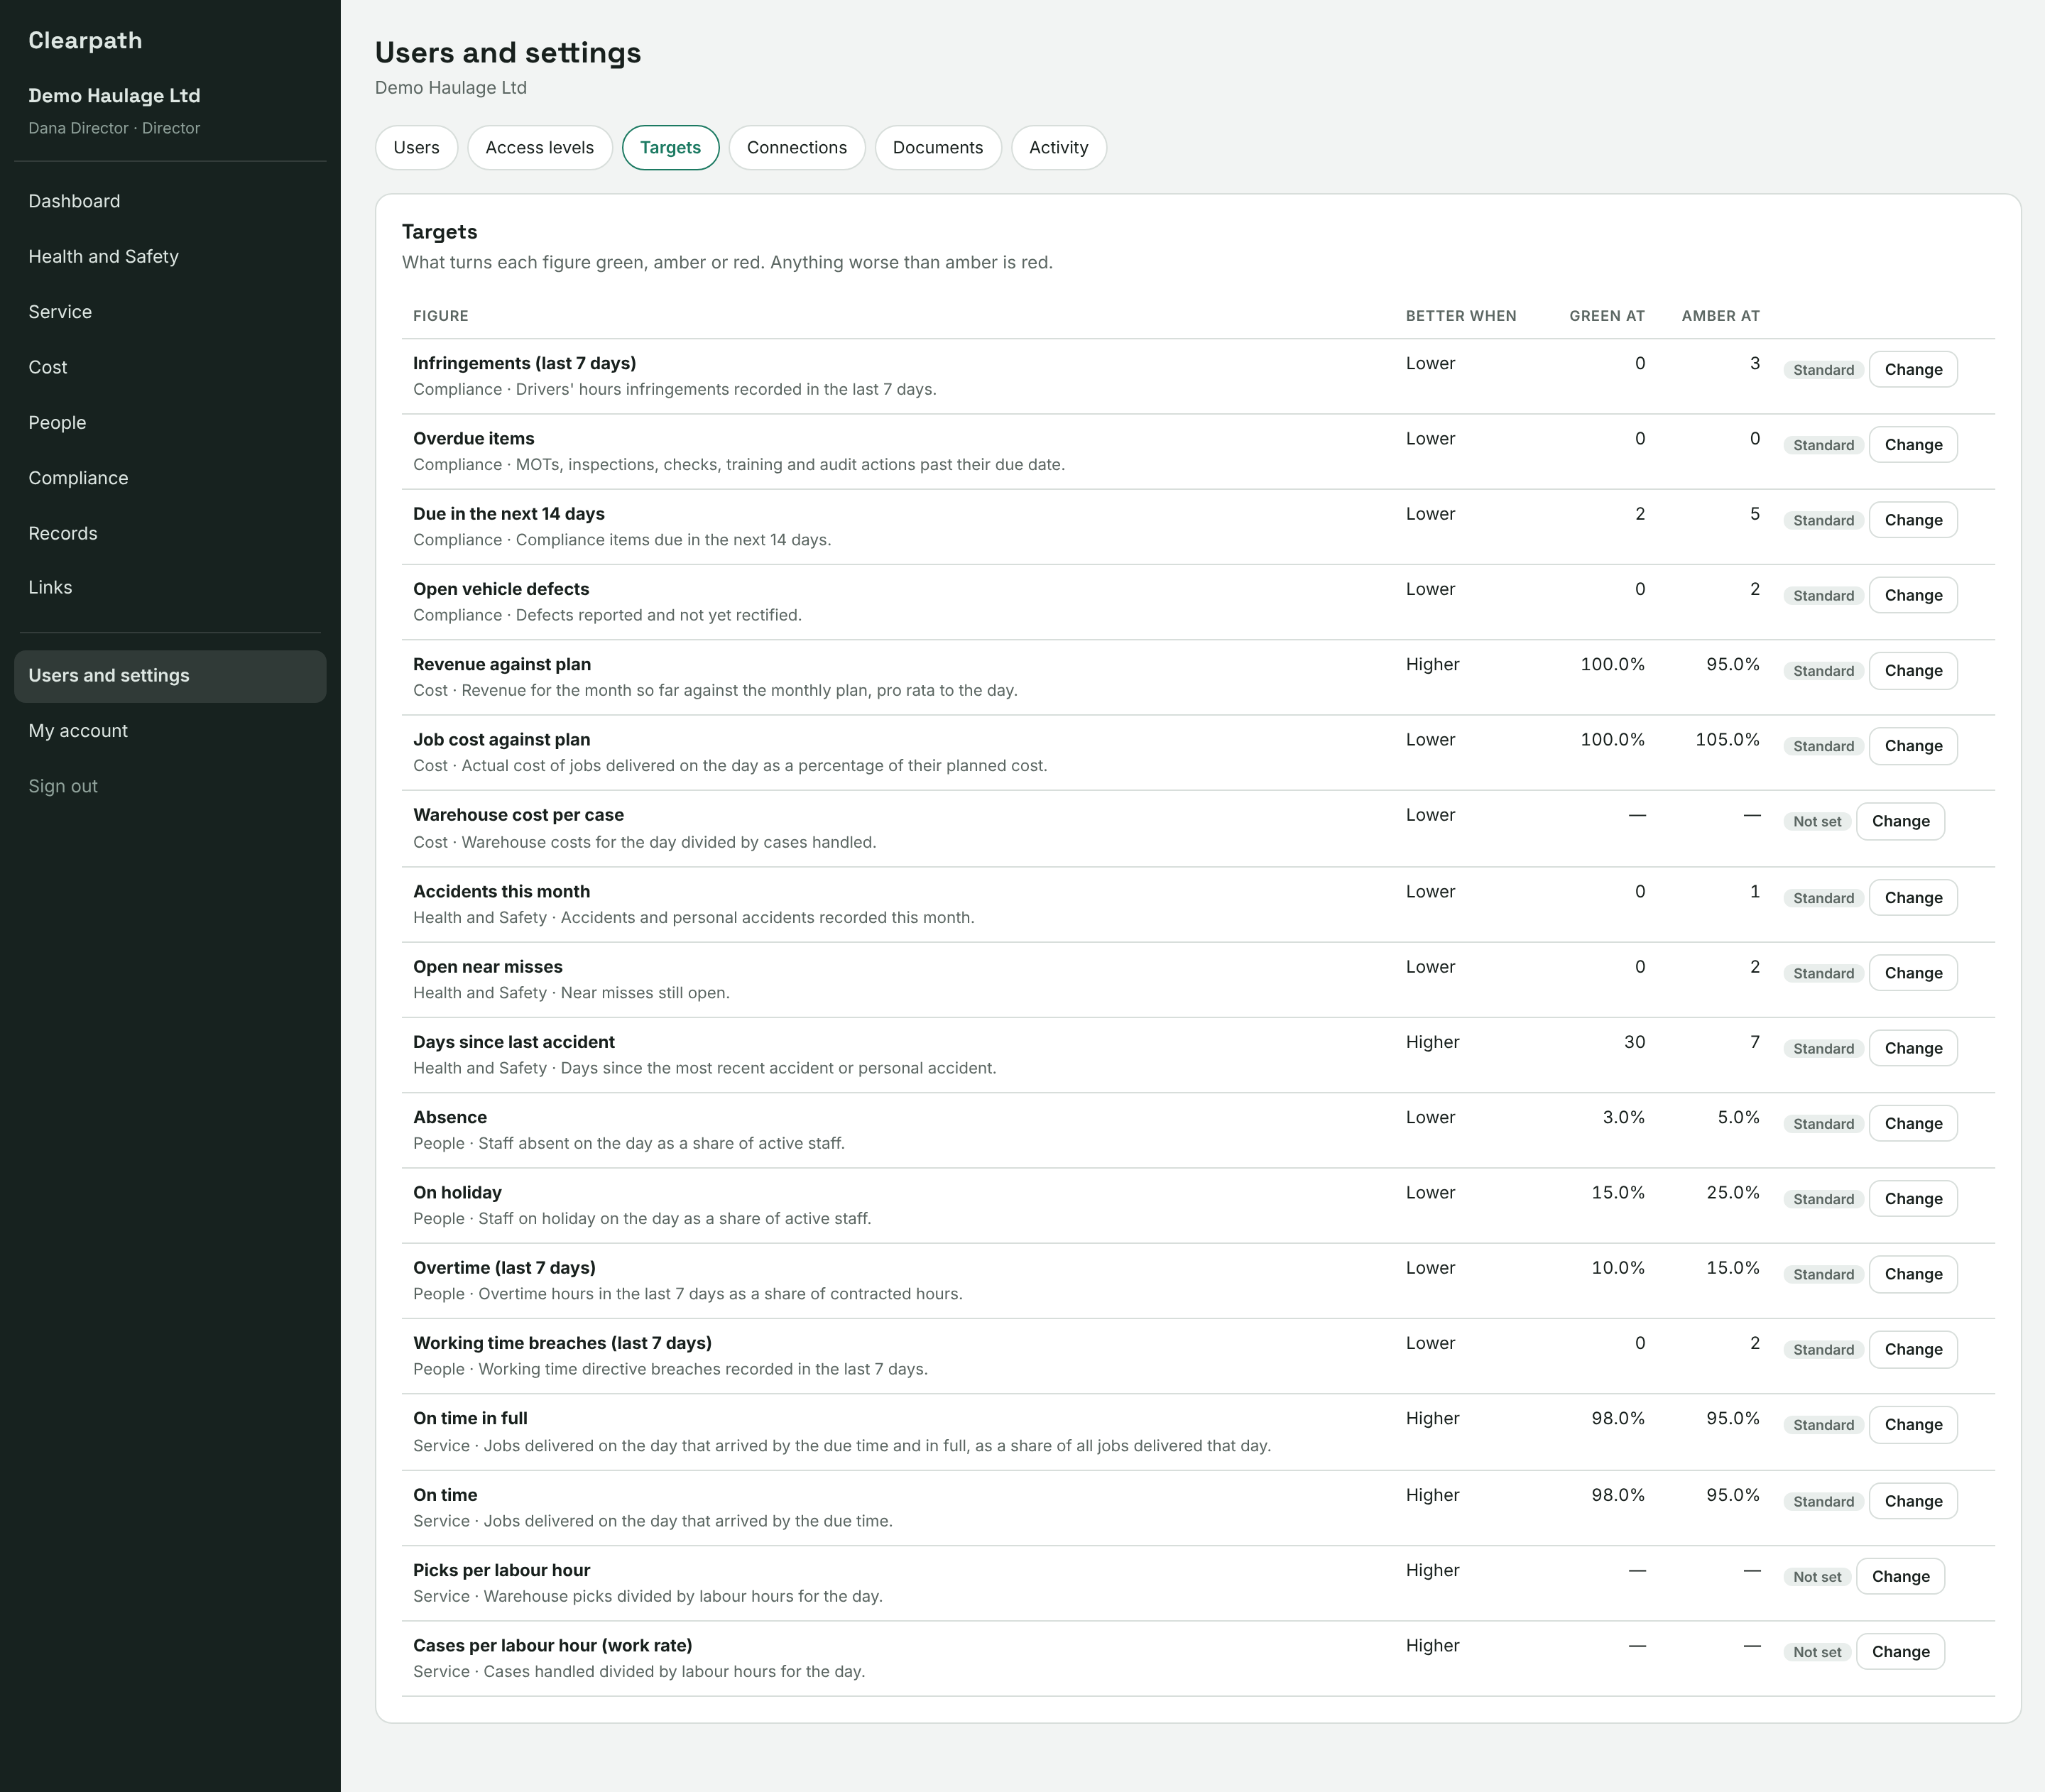 Clearpath
Demo Haulage Ltd
Dana Director · Director
Dashboard
Health and Safety
Service
Cost
People
Compliance
Records
Links
Users and settings
My account
Sign out
Users and settings
Demo Haulage Ltd
Users Access levels Targets Connections Documents Activity
Targets
What turns each figure green, amber or red. Anything worse than amber is red.
FIGURE BETTER WHEN GREEN AT AMBER AT
Infringements (last 7 days) Lower 0 3 Standard Change
Compliance · Drivers' hours infringements recorded in the last 7 days.
Overdue items Lower 0 0 Standard Change
Compliance · MOTs, inspections, checks, training and audit actions past their due date.
Due in the next 14 days Lower 2 5 Standard Change
Compliance · Compliance items due in the next 14 days.
Open vehicle defects Lower 0 2 Standard Change
Compliance · Defects reported and not yet rectified.
Revenue against plan Higher 100.0% 95.0% Standard Change
Cost · Revenue for the month so far against the monthly plan, pro rata to the day.
Job cost against plan Lower 100.0% 105.0% Standard Change
Cost · Actual cost of jobs delivered on the day as a percentage of their planned cost.
Warehouse cost per case Lower — — Not set Change
Cost · Warehouse costs for the day divided by cases handled.
Accidents this month Lower 0 1 Standard Change
Health and Safety · Accidents and personal accidents recorded this month.
Open near misses Lower 0 2 Standard Change
Health and Safety · Near misses still open.
Days since last accident Higher 30 7 Standard Change
Health and Safety · Days since the most recent accident or personal accident.
Absence Lower 3.0% 5.0% Standard Change
People · Staff absent on the day as a share of active staff.
On holiday Lower 15.0% 25.0% Standard Change
People · Staff on holiday on the day as a share of active staff.
Overtime (last 7 days) Lower 10.0% 15.0% Standard Change
People · Overtime hours in the last 7 days as a share of contracted hours.
Working time breaches (last 7 days) Lower 0 2 Standard Change
People · Working time directive breaches recorded in the last 7 days.
On time in full Higher 98.0% 95.0% Standard Change
Service · Jobs delivered on the day that arrived by the due time and in full, as a share of all jobs delivered that day.
On time Higher 98.0% 95.0% Standard Change
Service · Jobs delivered on the day that arrived by the due time.
Picks per labour hour Higher — — Not set Change
Service · Warehouse picks divided by labour hours for the day.
Cases per labour hour (work rate) Higher — — Not set Change
Service · Cases handled divided by labour hours for the day.